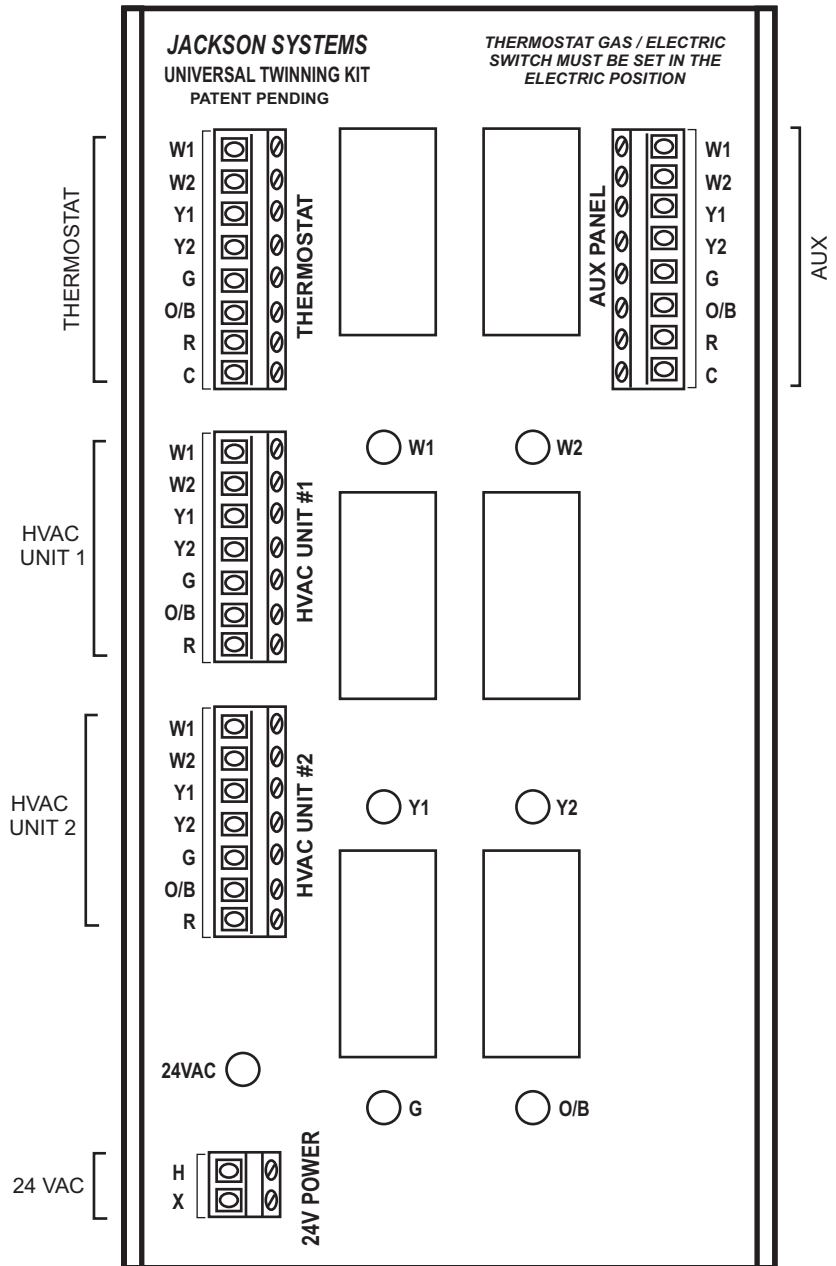 JACKSON SYSTEMS
UNIVERSAL TWINNING KIT
PATENT PENDING
THERMOSTAT GAS / ELECTRIC
SWITCH MUST BE SET IN THE
ELECTRIC POSITION
THERMOSTAT
W1
W2
Y1
Y2
G
O/B
R
C
THERMOSTAT
AUX PANEL
W1
W2
Y1
Y2
G
O/B
R
C
AUX
W1
W2
HVAC
UNIT 1
W1
W2
Y1
Y2
G
O/B
R
HVAC UNIT #1
HVAC
UNIT 2
W1
W2
Y1
Y2
G
O/B
R
HVAC UNIT #2
Y1
Y2
24VAC
G
O/B
24 VAC
H
X
24V POWER